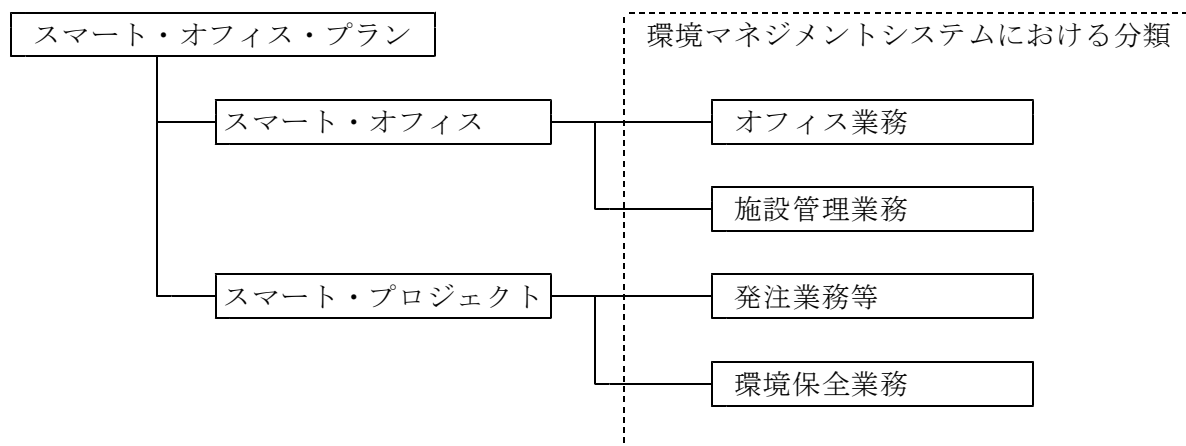 スマート・オフィス・プラン
環境マネジメントシステムにおける分類
スマート・オフィス
オフィス業務
施設管理業務
スマート・プロジェクト
発注業務等
環境保全業務